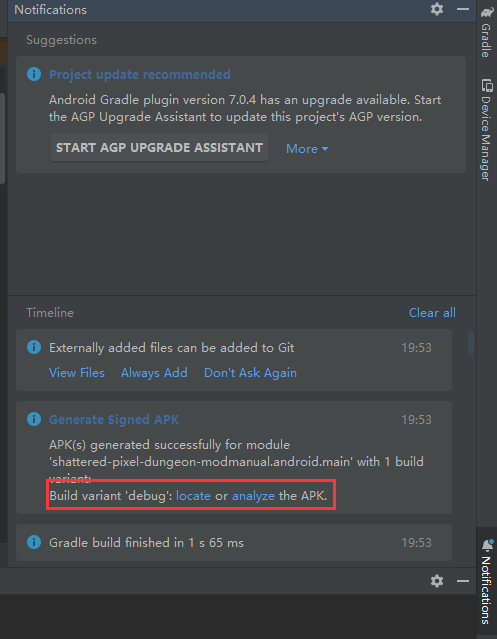 Notifications
Suggestions
Project update recommended
Android Gradle plugin version 7.0.4 has an upgrade available. Start
the AGP Upgrade Assistant to update this project's AGP version.
START AGP UPGRADE ASSISTANT More
Timeline Clear all
Externally added files can be added to Git 19:53
View Files Always Add Don't Ask Again
Generate Signed APK 19:53
APK(s) generated successfully for module
'shattered-pixel-dungeon-modmanual.android.main' with 1 build
variant:
Build variant 'debug': locate or analyze the APK.
Gradle build finished in 1 s 65 ms 19:53
Gradle
Device Manager
Notifications